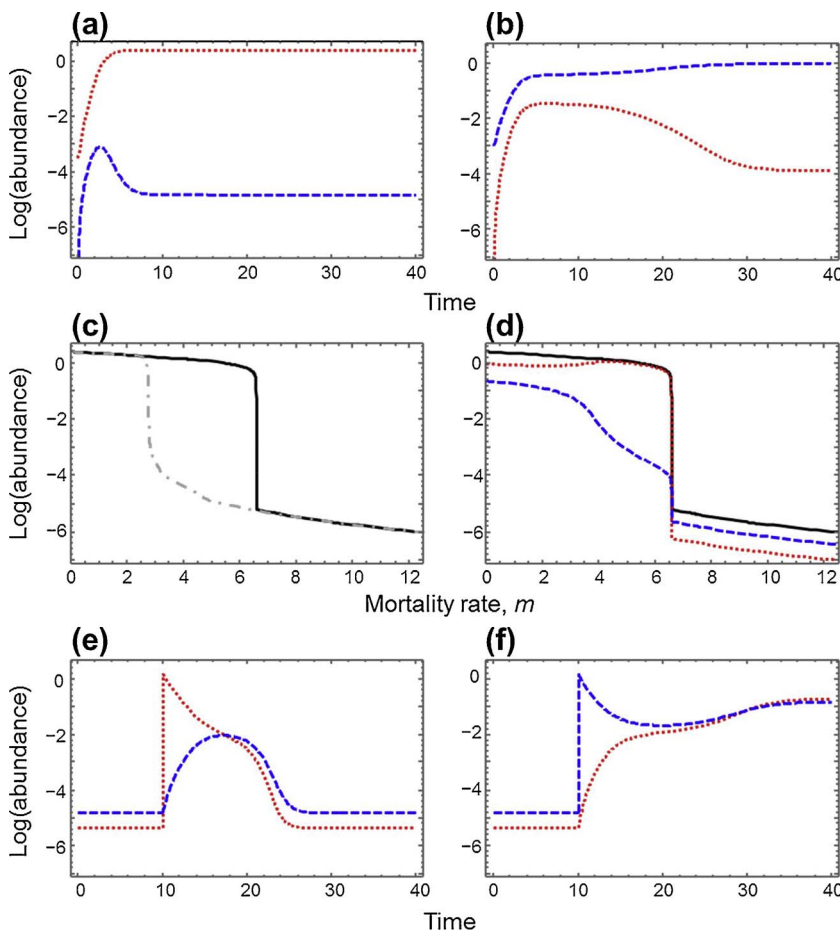 (a) (b)
Log(abundance)
0 0
−2 −2
−4 −4
−6 −6
0 10 20 30 40 0 10 20 30 40
Time
(c) (d)
Log(abundance)
0 0
−2 −2
−4 −4
−6 −6
0 2 4 6 8 10 12 0 2 4 6 8 10 12
Mortality rate, m
(e) (f)
Log(abundance)
0 0
−2 −2
−4 −4
−6 −6
0 10 20 30 40 0 10 20 30 40
Time